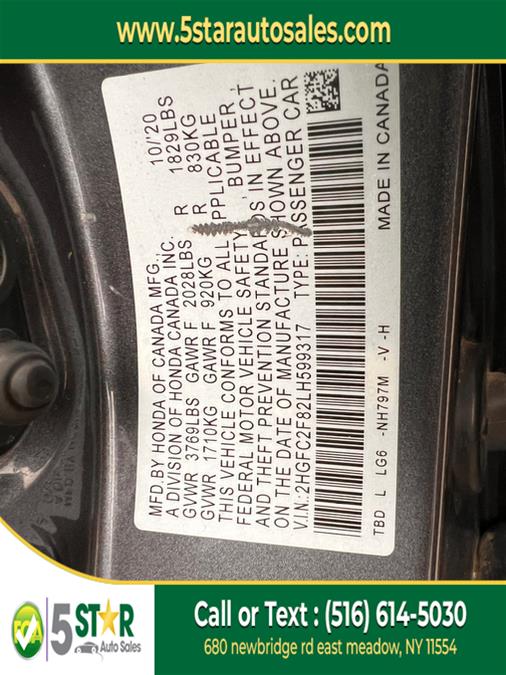 www.5starautosales.com
MFD. BY HONDA OF CANADA MFG., 10/'20
A DIVISION OF HONDA CANADA INC.
GVWR 3769LBS GAWR F 2028LBS R 1829LBS
GVWR 1710KG GAWR F 920KG R 830KG
THIS VEHICLE CONFORMS TO ALL APPLICABLE
FEDERAL MOTOR VEHICLE SAFETY, BUMPER,
AND THEFT PREVENTION STANDARDS IN EFFECT
ON THE DATE OF MANUFACTURE SHOWN ABOVE.
V.I.N.:2HGFC2F82LH599317 TYPE:PASSENGER CAR
TBD L LG6 -NH797M -V -H MADE IN CANADA
5 STAR
Auto Sales
Call or Text : (516) 614-5030
680 newbridge rd east meadow, NY 11554